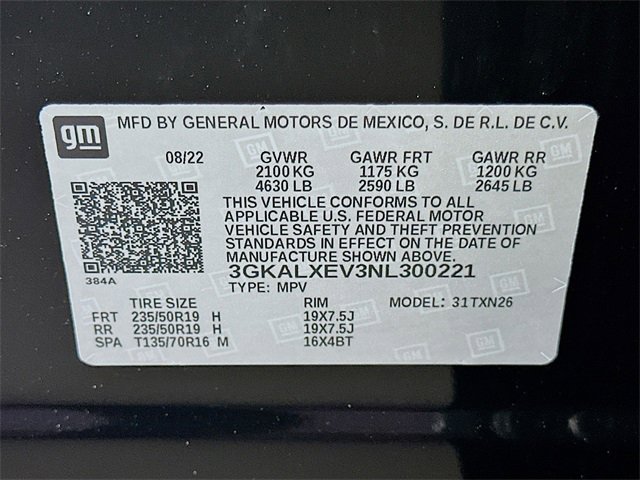 gm MFD BY GENERAL MOTORS DE MEXICO, S. DE R.L. DE C.V.
08/22 GVWR GAWR FRT GAWR RR
2100 KG 1175 KG 1200 KG
4630 LB 2590 LB 2645 LB
THIS VEHICLE CONFORMS TO ALL
APPLICABLE U.S. FEDERAL MOTOR
VEHICLE SAFETY AND THEFT PREVENTION
STANDARDS IN EFFECT ON THE DATE OF
MANUFACTURE SHOWN ABOVE.
3GKALXEV3NL300221
384A
TYPE: MPV MODEL: 31TXN26
TIRE SIZE RIM
FRT 235/50R19 H 19X7.5J
RR 235/50R19 H 19X7.5J
SPA T135/70R16 M 16X4BT